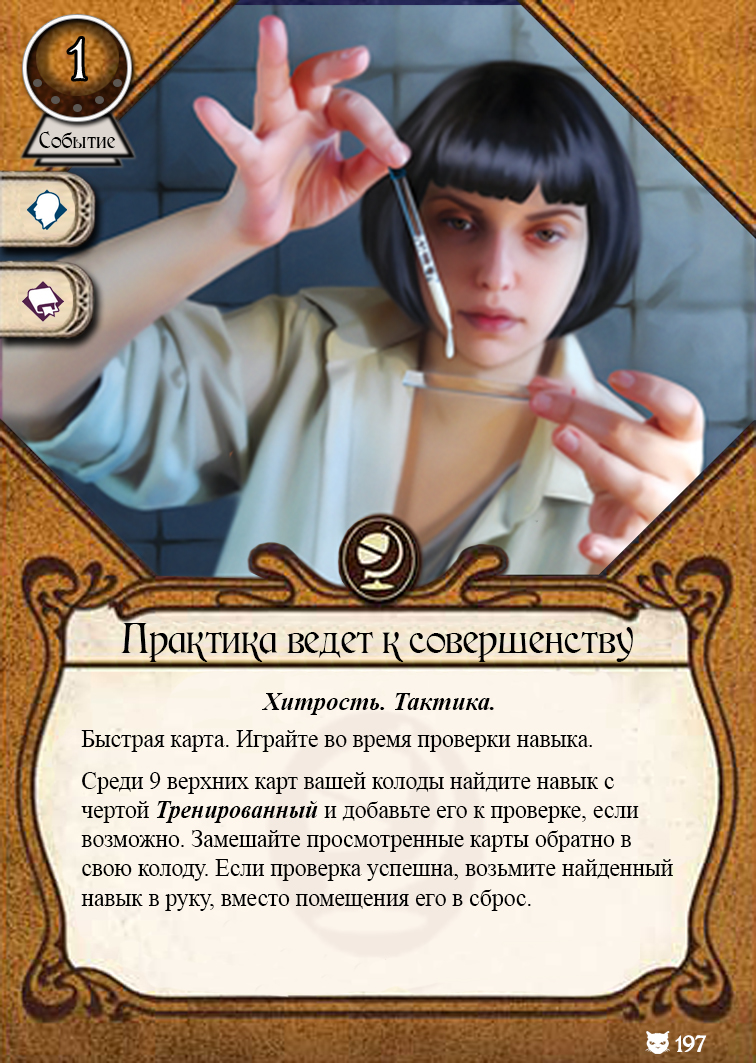 1
Событие
Практика ведет к совершенству
Хитрость. Тактика.
Быстрая карта. Играйте во время проверки навыка.
Среди 9 верхних карт вашей колоды найдите навык с
чертой Тренированный и добавьте его к проверке, если
возможно. Замешайте просмотренные карты обратно в
свою колоду. Если проверка успешна, возьмите найденный
навык в руку, вместо помещения его в сброс.
197